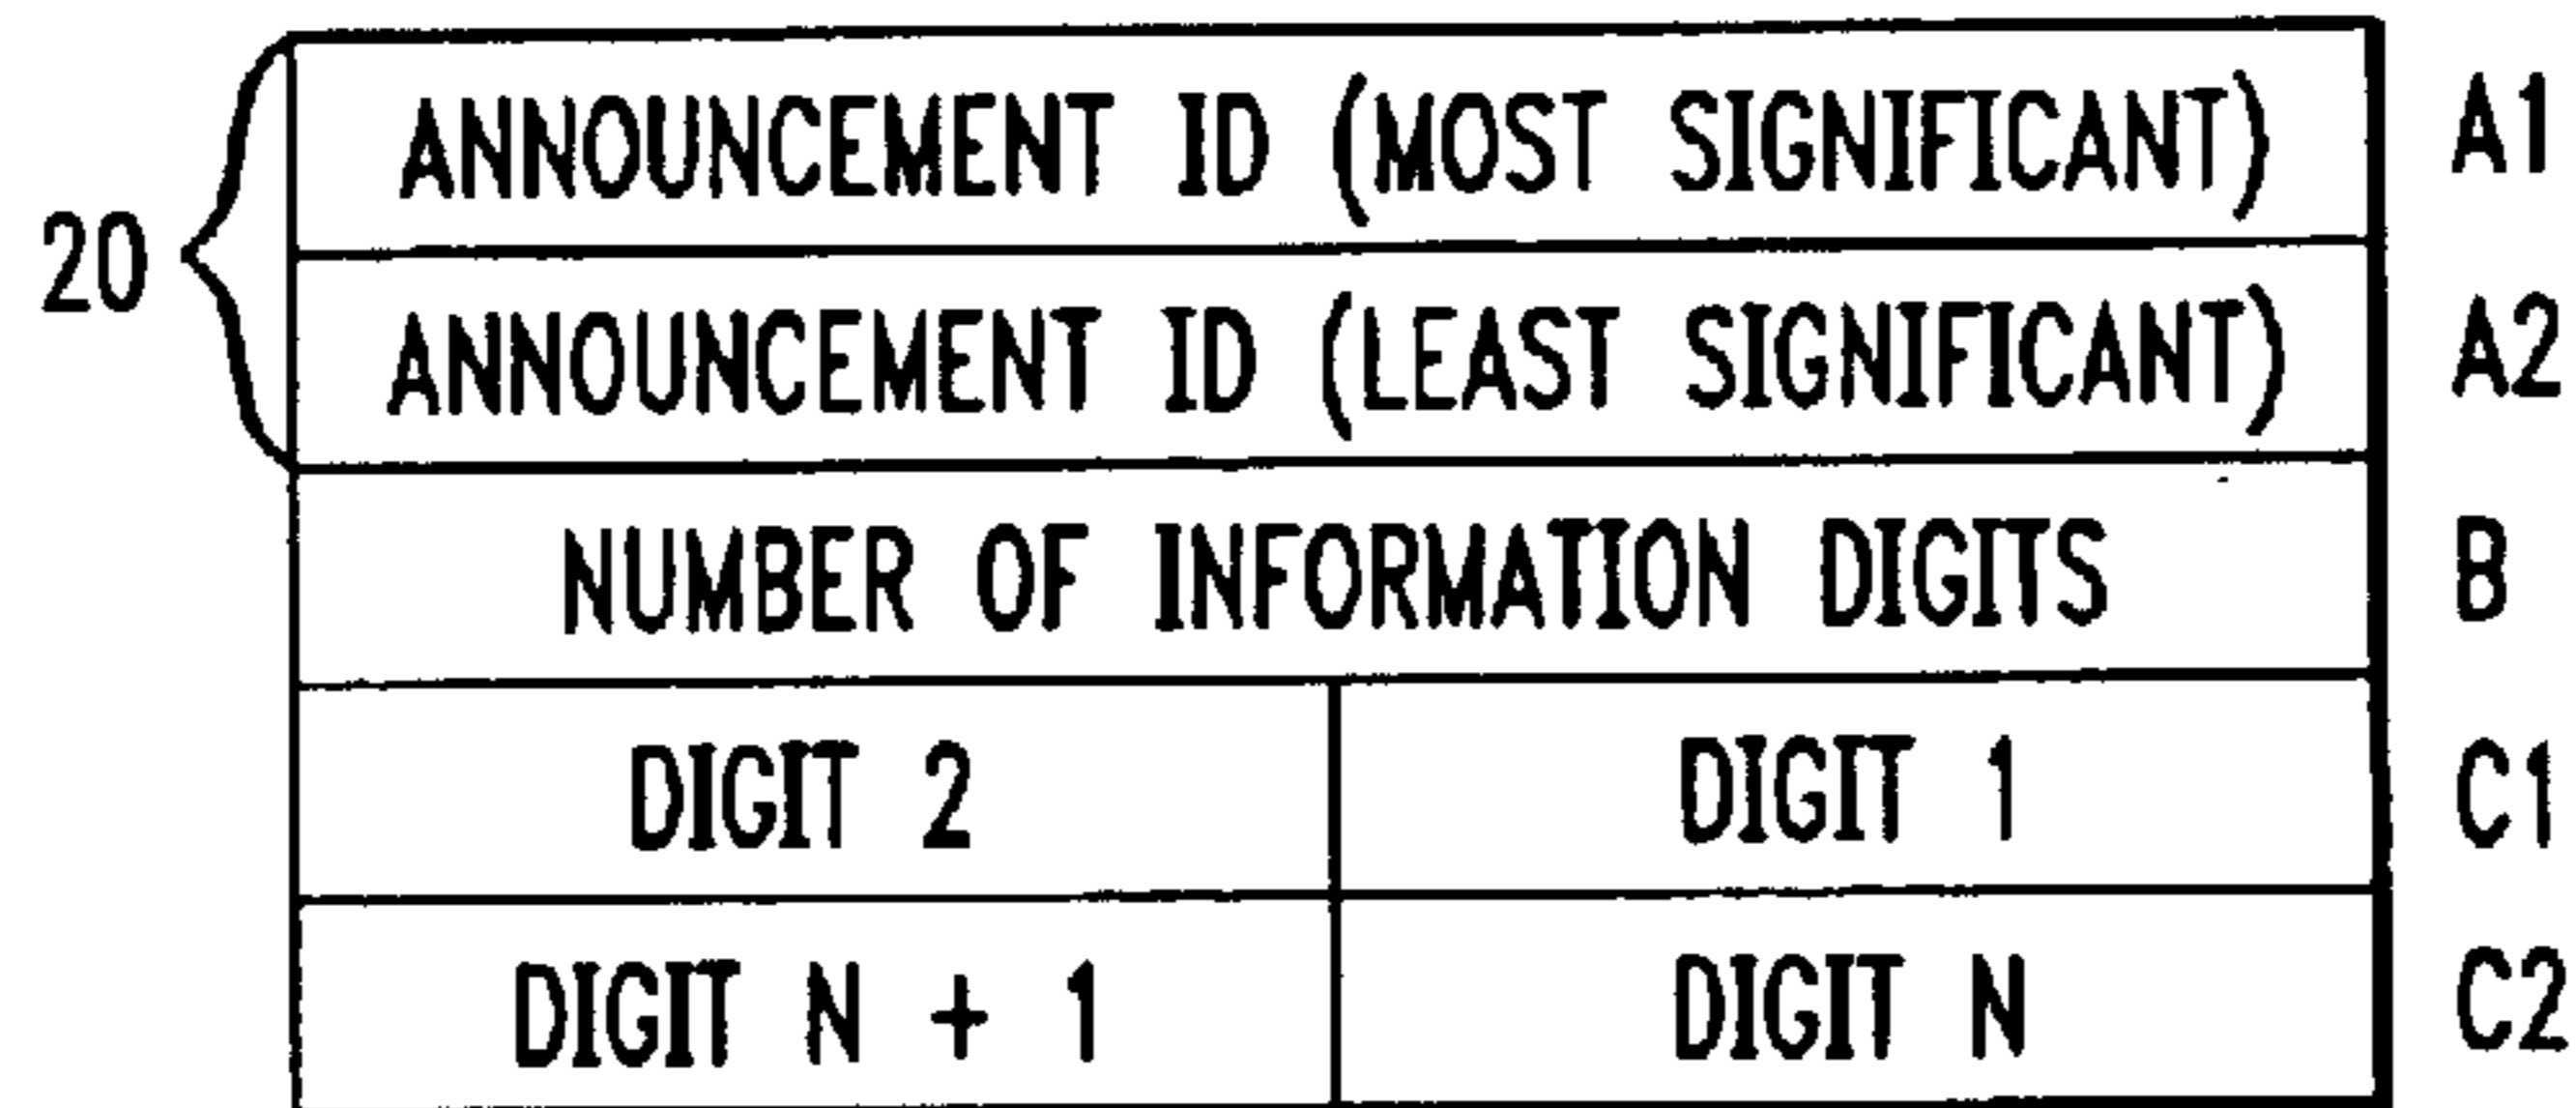 ANNOUNCEMENT ID (MOST SIGNIFICANT) A1
20
ANNOUNCEMENT ID (LEAST SIGNIFICANT) A2
NUMBER OF INFORMATION DIGITS B
DIGIT 2 DIGIT 1 C1
DIGIT N + 1 DIGIT N C2